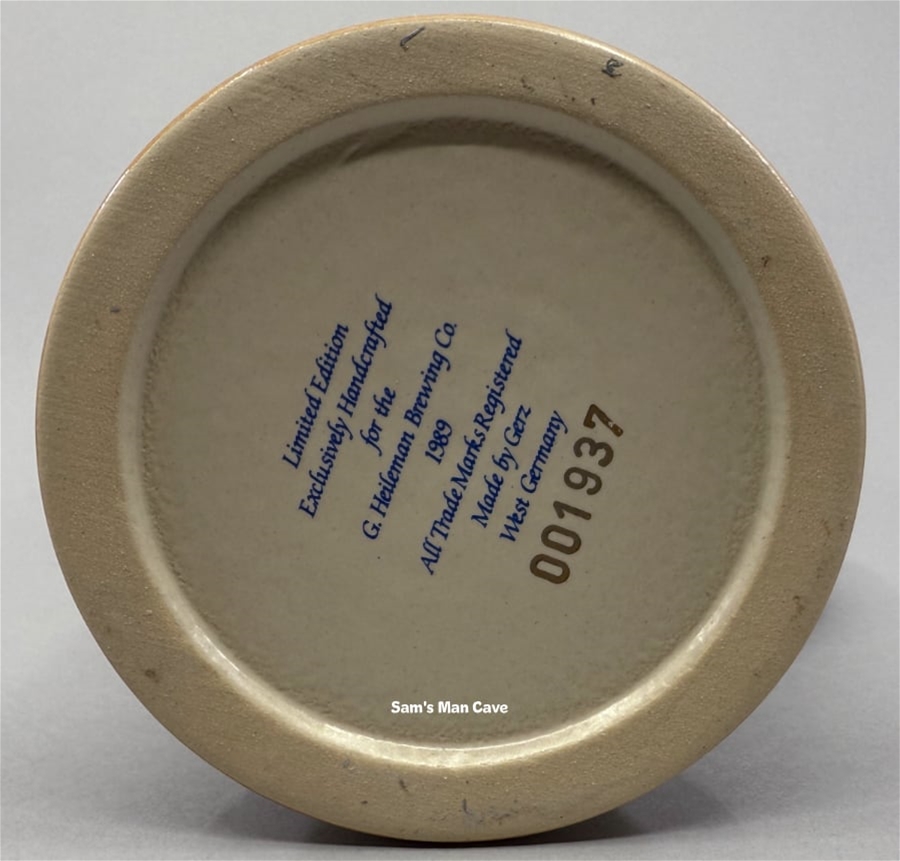 Limited Edition
Exclusively Handcrafted
for the
G. Heileman Brewing Co.
1989
All Trade Marks Registered
Made by Gerz
West Germany
001937
Sam's Man Cave